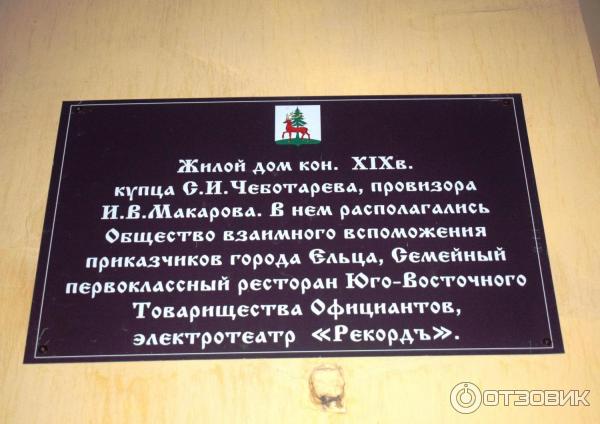 Жилой дом кон. XIXв.
купца С.И.Чеботарева, провизора
И.В.Макарова. В нем располагались
Общество взаимного вспоможения
приказчиков города Ельца, Семейный
первоклассный ресторан Юго-Восточного
Товарищества Официантов,
электротеатр «Рекордъ».
ОТЗОВИК